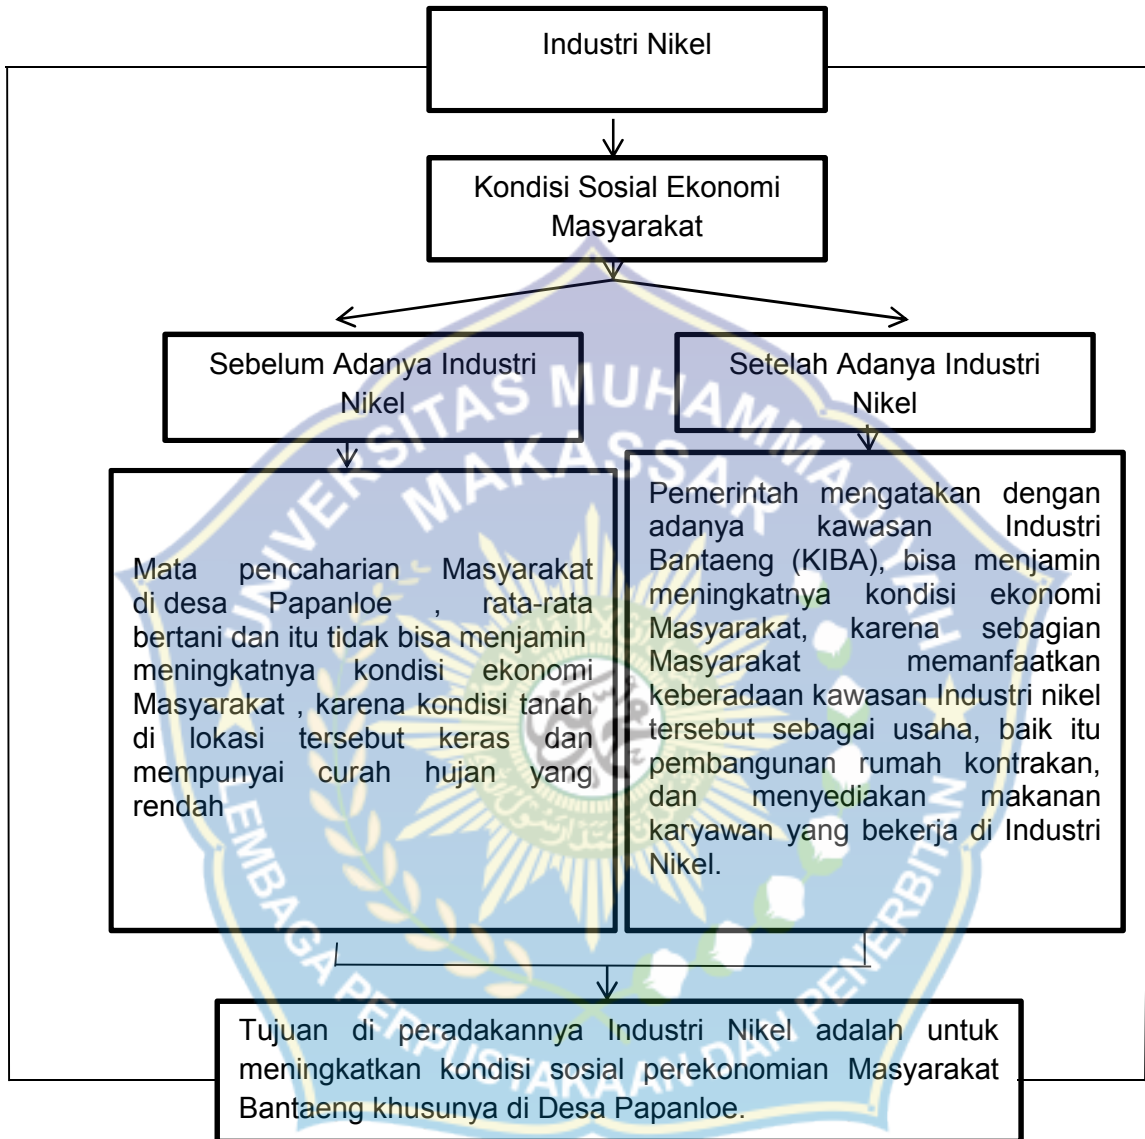 Industri Nikel
Kondisi Sosial Ekonomi
Masyarakat
Sebelum Adanya Industri
Nikel
Setelah Adanya Industri
Nikel
Mata pencaharian Masyarakat
di desa Papanloe , rata-rata
bertani dan itu tidak bisa menjamin
meningkatnya kondisi ekonomi
Masyarakat , karena kondisi tanah
di lokasi tersebut keras dan
mempunyai curah hujan yang
rendah
Pemerintah mengatakan dengan
adanya kawasan Industri
Bantaeng (KIBA), bisa menjamin
meningkatnya kondisi ekonomi
Masyarakat, karena sebagian
Masyarakat memanfaatkan
keberadaan kawasan Industri nikel
tersebut sebagai usaha, baik itu
pembangunan rumah kontrakan,
dan menyediakan makanan
karyawan yang bekerja di Industri
Nikel.
Tujuan di peradakannya Industri Nikel adalah untuk
meningkatkan kondisi sosial perekonomian Masyarakat
Bantaeng khusunya di Desa Papanloe.
UNIVERSITAS MUHAMMADIYAH
MAKASSAR
LEMBAGA PERPUSTAKAAN DAN PENERBITAN